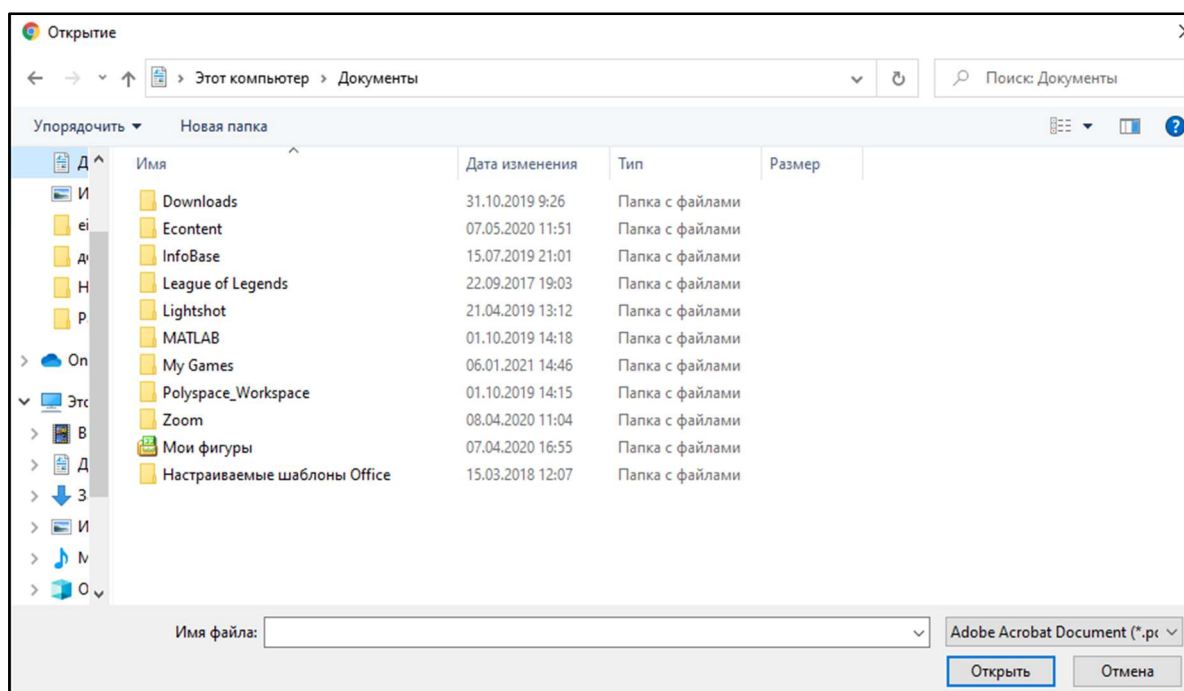 Открытие
Этот компьютер › Документы
Поиск: Документы
Упорядочить
Новая папка
?
Имя
Дата изменения
Тип
Размер
Downloads 31.10.2019 9:26 Папка с файлами
Econtent 07.05.2020 11:51 Папка с файлами
InfoBase 15.07.2019 21:01 Папка с файлами
League of Legends 22.09.2017 19:03 Папка с файлами
Lightshot 21.04.2019 13:12 Папка с файлами
MATLAB 01.10.2019 14:18 Папка с файлами
My Games 06.01.2021 14:46 Папка с файлами
Polyspace_Workspace 01.10.2019 14:15 Папка с файлами
Zoom 08.04.2020 11:04 Папка с файлами
Мои фигуры 07.04.2020 16:55 Папка с файлами
Настраиваемые шаблоны Office 15.03.2018 12:07 Папка с файлами
On
Имя файла:
Adobe Acrobat Document (*.
Открыть
Отмена